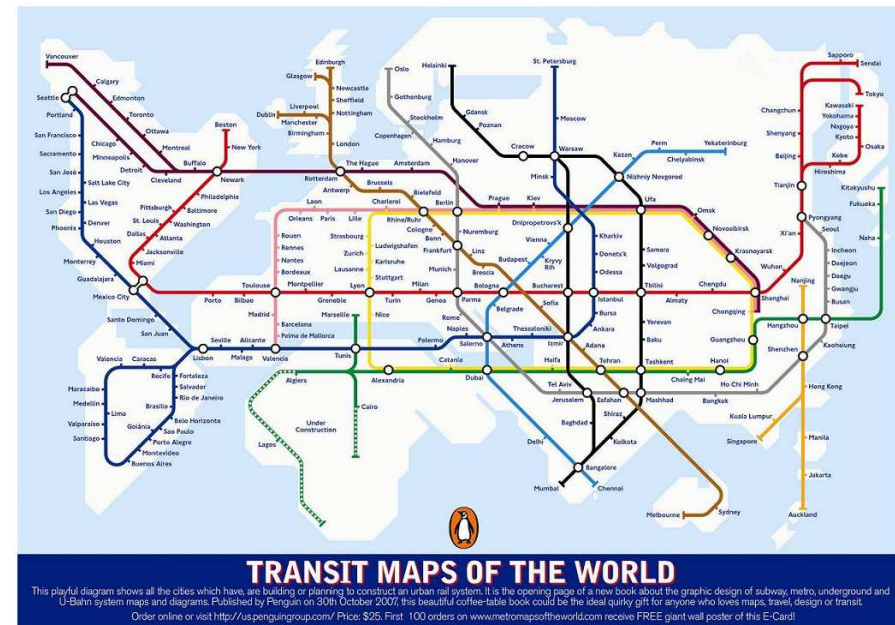 Vancouver
Calgary
Edmonton
Toronto
Ottawa
Montreal
Seattle
Portland
San Francisco
Sacramento
San José
Los Angeles
San Diego
Phoenix
Chicago
Minneapolis
Detroit
Cleveland
Buffalo
Boston
New York
Newark
Salt Lake City
Las Vegas
Denver
Houston
Monterrey
Guadalajara
Mexico City
Philadelphia
Pittsburgh
Baltimore
St. Louis
Washington
Dallas
Atlanta
Jacksonville
Miami
Santo Domingo
San Juan
Valencia
Caracas
Maracaibo
Medellin
Lima
Valparaiso
Santiago
Recife
Fortaleza
Salvador
Rio de Janeiro
Brasilia
Belo Horizonte
Goiânia
Sao Paulo
Porto Alegre
Montevideo
Buenos Aires
Edinburgh
Glasgow
Newcastle
Sheffield
Nottingham
Liverpool
Dublin
Manchester
Birmingham
London
The Hague
Amsterdam
Rotterdam
Antwerp
Brussels
Charleroi
Bielefeld
Laon
Orleans
Paris
Lille
Rhine/Ruhr
Cologne
Bonn
Frankfurt
Berlin
Rouen
Rennes
Nantes
Bordeaux
Strasbourg
Zurich
Lausanne
Ludwigshafen
Karlsruhe
Stuttgart
Nuremburg
Munich
Linz
Brescia
Porto
Bilbao
Toulouse
Montpellier
Grenoble
Lyon
Turin
Milan
Genoa
Parma
Bologna
Madrid
Barcelona
Palma de Mallorca
Marseille
Nice
Rome
Naples
Lisbon
Seville
Malaga
Alicante
Valencia
Tunis
Palermo
Salerno
Catania
Algiers
Alexandria
Cairo
Lagos
Under
Construction
Oslo
Gothenburg
Stockholm
Copenhagen
Hamburg
Hanover
Helsinki
Gdansk
Poznan
Cracow
Warsaw
St. Petersburg
Moscow
Minsk
Kazan
Perm
Chelyabinsk
Yekaterinburg
Nizhniy Novgorod
Prague
Kiev
Ufa
Dnipropetrovs'k
Vienna
Budapest
Kryvy
Rih
Kharkiv
Donets'k
Odessa
Samara
Volgograd
Omsk
Novosibirsk
Krasnoyarsk
Bucharest
Istanbul
Tbilisi
Almaty
Chengdu
Chongqing
Shanghai
Wuhan
Belgrade
Sofia
Bursa
Ankara
Thessaloniki
Athens
Izmir
Adana
Yerevan
Baku
Haifa
Tehran
Tashkent
Hanoi
Guangzhou
Dubai
Tel Aviv
Jerusalem
Esfahan
Mashhad
Chaing Mai
Bangkok
Ho Chi Minh
Baghdad
Shiraz
Kolkota
Delhi
Bangalore
Mumbai
Chennai
Kuala Lumpur
Singapore
Melbourne
Sydney
Sapporo
Sendai
Tokyo
Changchun
Shenyang
Beijing
Tianjin
Kawasaki
Yokohama
Nagoya
Kyoto
Osaka
Kobe
Hiroshima
Kitakyushu
Fukuoka
Naha
Pyongyang
Seoul
Xi'an
Incheon
Daejeon
Daegu
Gwangju
Busan
Nanjing
Hangzhou
Taipei
Kaohsiung
Shenzhen
Hong Kong
Manila
Jakarta
Auckland
TRANSIT MAPS OF THE WORLD
This playful diagram shows all the cities which have, are building or planning to construct an urban rail system. It is the opening page of a new book about the graphic design of subway, metro, underground and
U-Bahn system maps and diagrams. Published by Penguin on 30th October 2007, this beautiful coffee-table book could be the ideal quirky gift for anyone who loves maps, travel, design or transit.
Order online or visit http://us.penguingroup.com/ Price: $25. First 100 orders on www.metromapsoftheworld.com receive FREE giant wall poster of this E-Card!